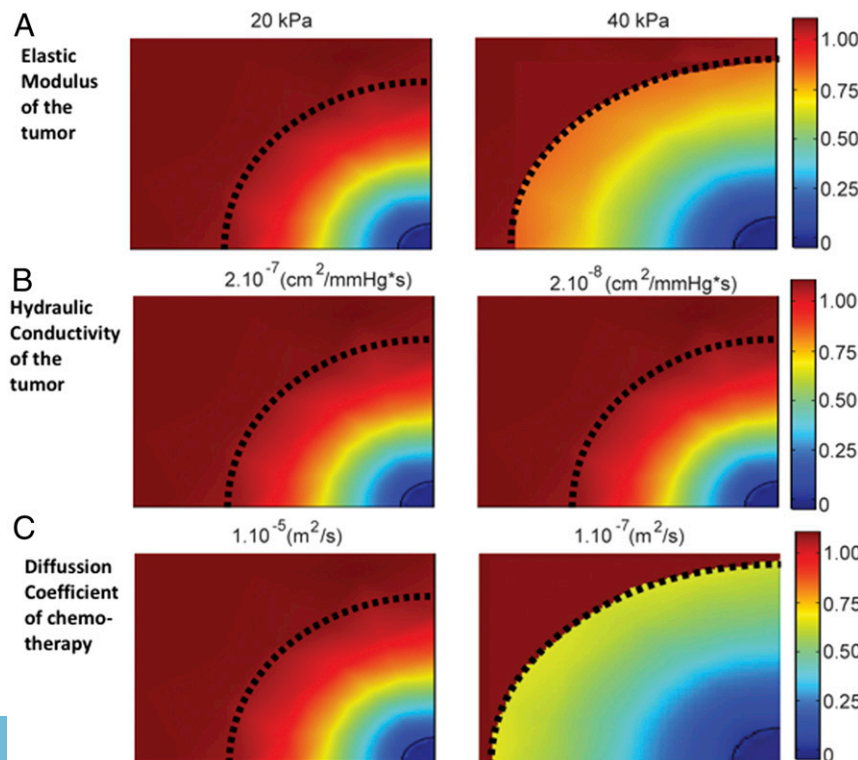 A
20 kPa
40 kPa
Elastic
Modulus
of the
tumor
1.00
0.75
0.50
0.25
0
B
2.10⁻⁷(cm²/mmHg*s)
2.10⁻⁸(cm²/mmHg*s)
Hydraulic
Conductivity
of the
tumor
1.00
0.75
0.50
0.25
0
C
1.10⁻⁵(m²/s)
1.10⁻⁷(m²/s)
Diffussion
Coefficient
of chemo-
therapy
1.00
0.75
0.50
0.25
0